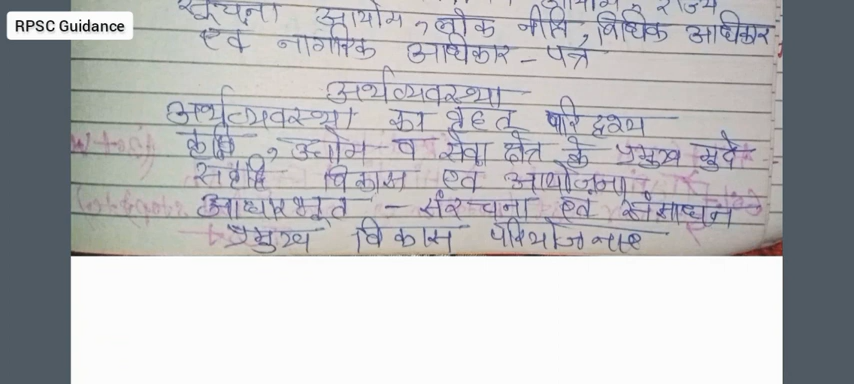 RPSC Guidance
सूचना आयोग, लोक नीति, विधिक अधिकार
एवं नागरिक अधिकार - पत्र
अर्थव्यवस्था
अर्थव्यवस्था का वृहत् परिदृश्य
कृषि, उद्योग व सेवा क्षेत्र के प्रमुख मुद्दे
संवृद्धि विकास एवं आयोजना
आधारभूत - संरचना एवं संसाधन
प्रमुख विकास परियोजनाएं